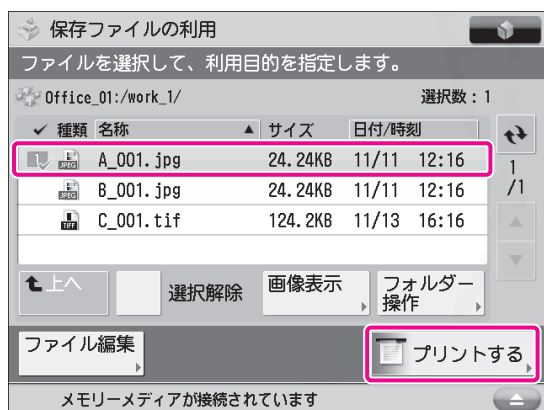 保存ファイルの利用
ファイルを選択して、利用目的を指定します。
Office_01:/work_1/ 選択数：1
種類 名称 ▲ サイズ 日付/時刻
1 JPEG A_001.jpg 24.24KB 11/11 12:16
JPEG B_001.jpg 24.24KB 11/11 12:16
TIFF C_001.tif 124.2KB 11/13 16:16
1
/1
上へ 選択解除 画像表示 フォルダー操作
ファイル編集 プリントする
メモリーメディアが接続されています